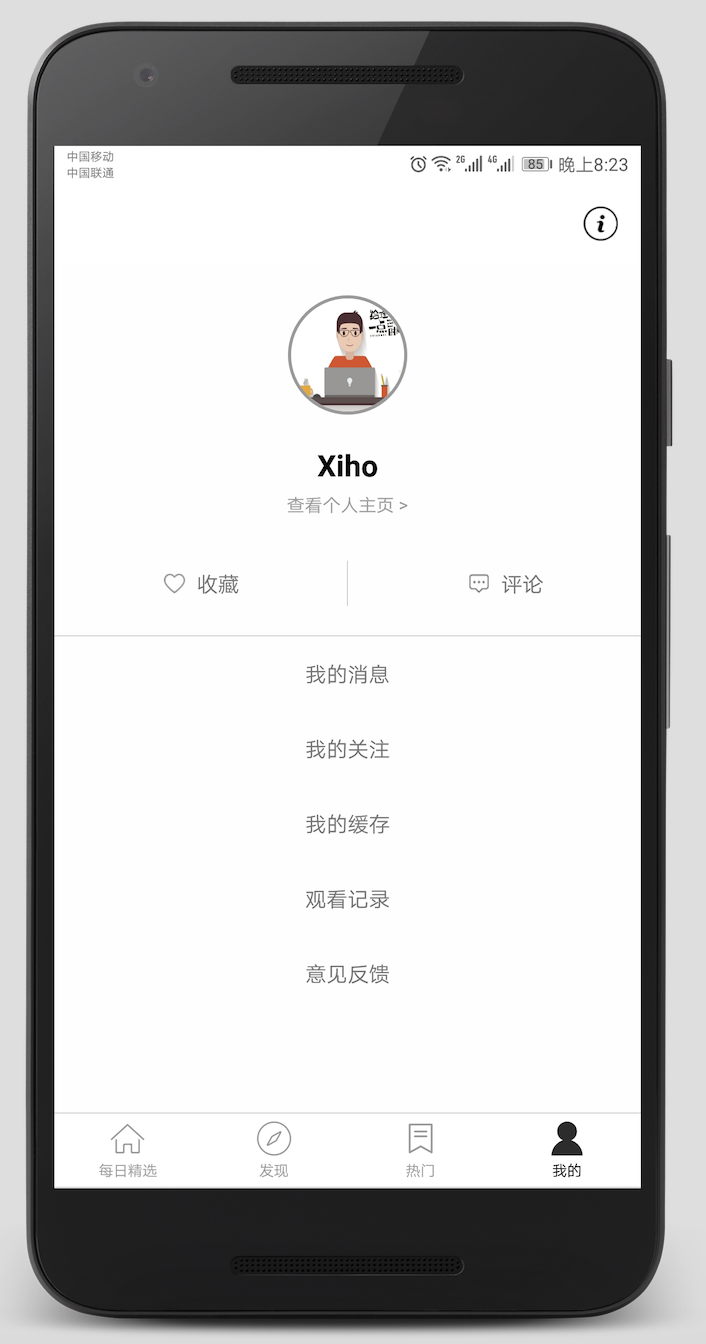 中国移动
中国联通
2G 4G 85 晚上8:23
Xiho
查看个人主页 >
收藏
评论
我的消息
我的关注
我的缓存
观看记录
意见反馈
每日精选
发现
热门
我的